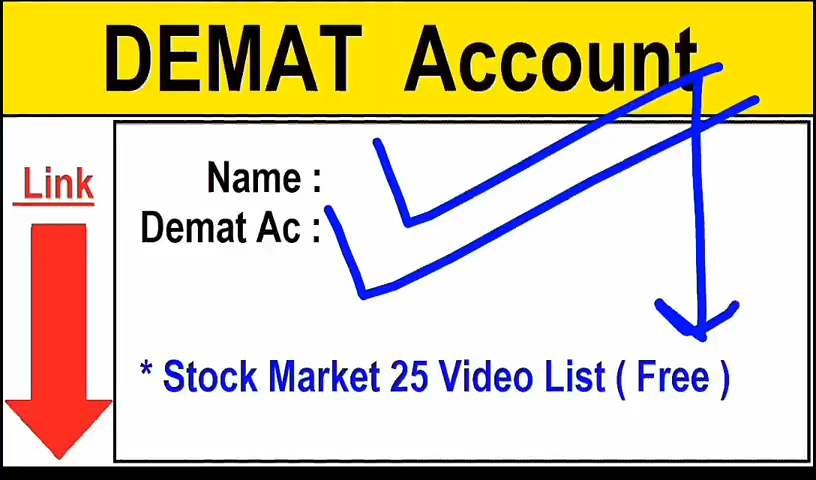 DEMAT Account
Link
Name :
Demat Ac :
* Stock Market 25 Video List ( Free )